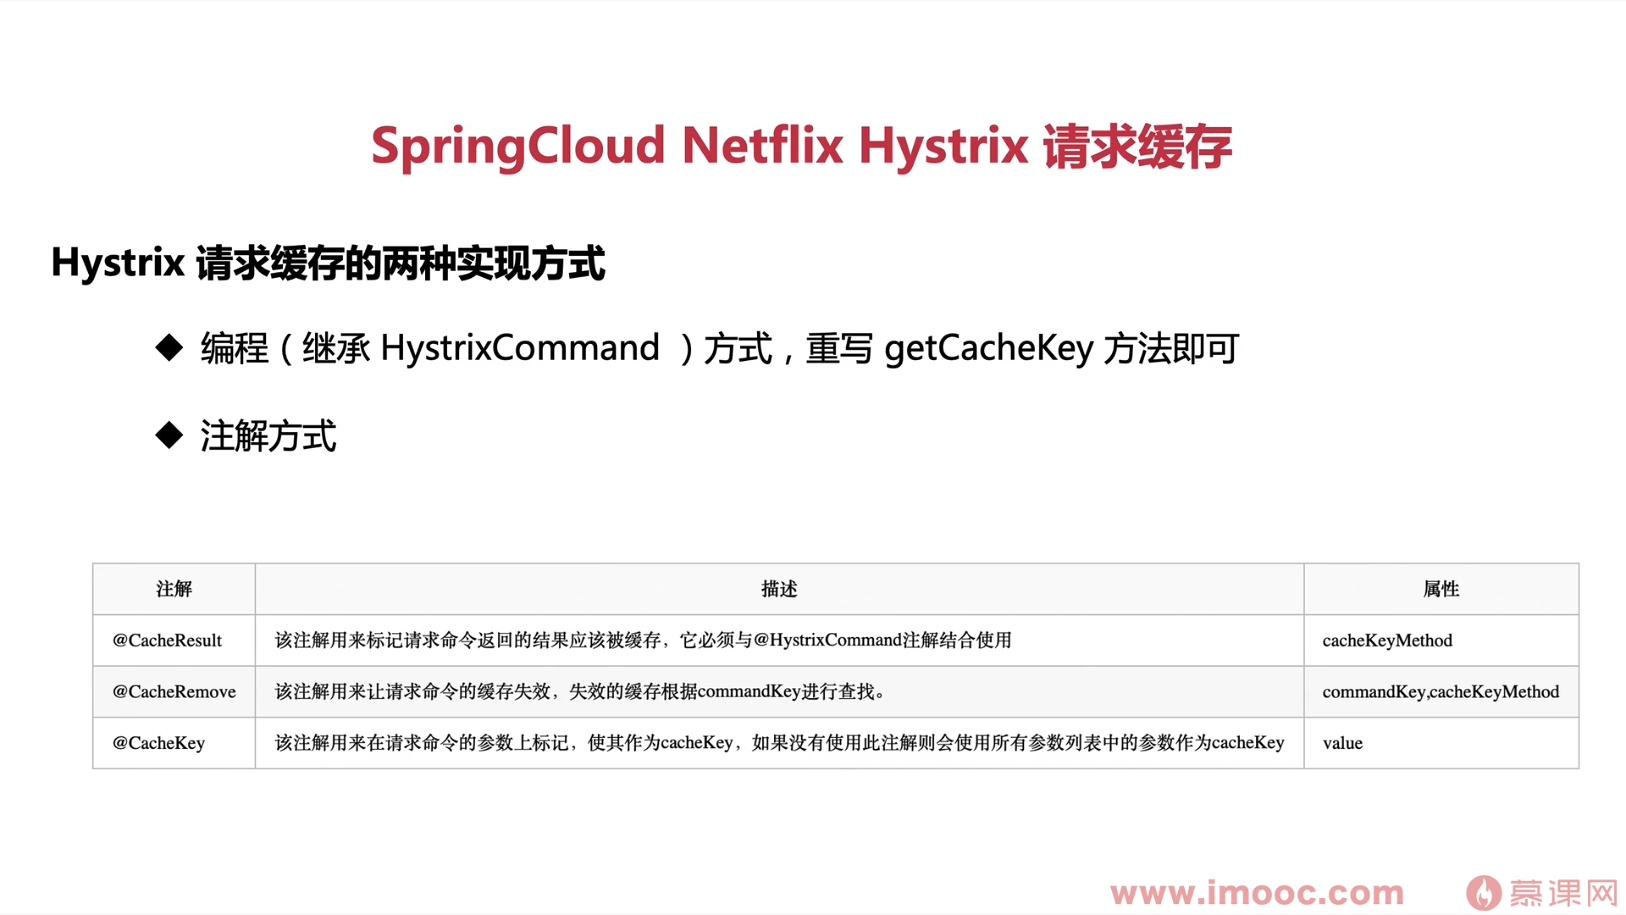 SpringCloud Netflix Hystrix 请求缓存
Hystrix 请求缓存的两种实现方式
◆ 编程（继承 HystrixCommand ）方式，重写 getCacheKey 方法即可
◆ 注解方式
注解 描述 属性
@CacheResult 该注解用来标记请求命令返回的结果应该被缓存，它必须与@HystrixCommand注解结合使用 cacheKeyMethod
@CacheRemove 该注解用来让请求命令的缓存失效，失效的缓存根据commandKey进行查找。 commandKey,cacheKeyMethod
@CacheKey 该注解用来在请求命令的参数上标记，使其作为cacheKey，如果没有使用此注解则会使用所有参数列表中的参数作为cacheKey value
www.imooc.com 慕课网